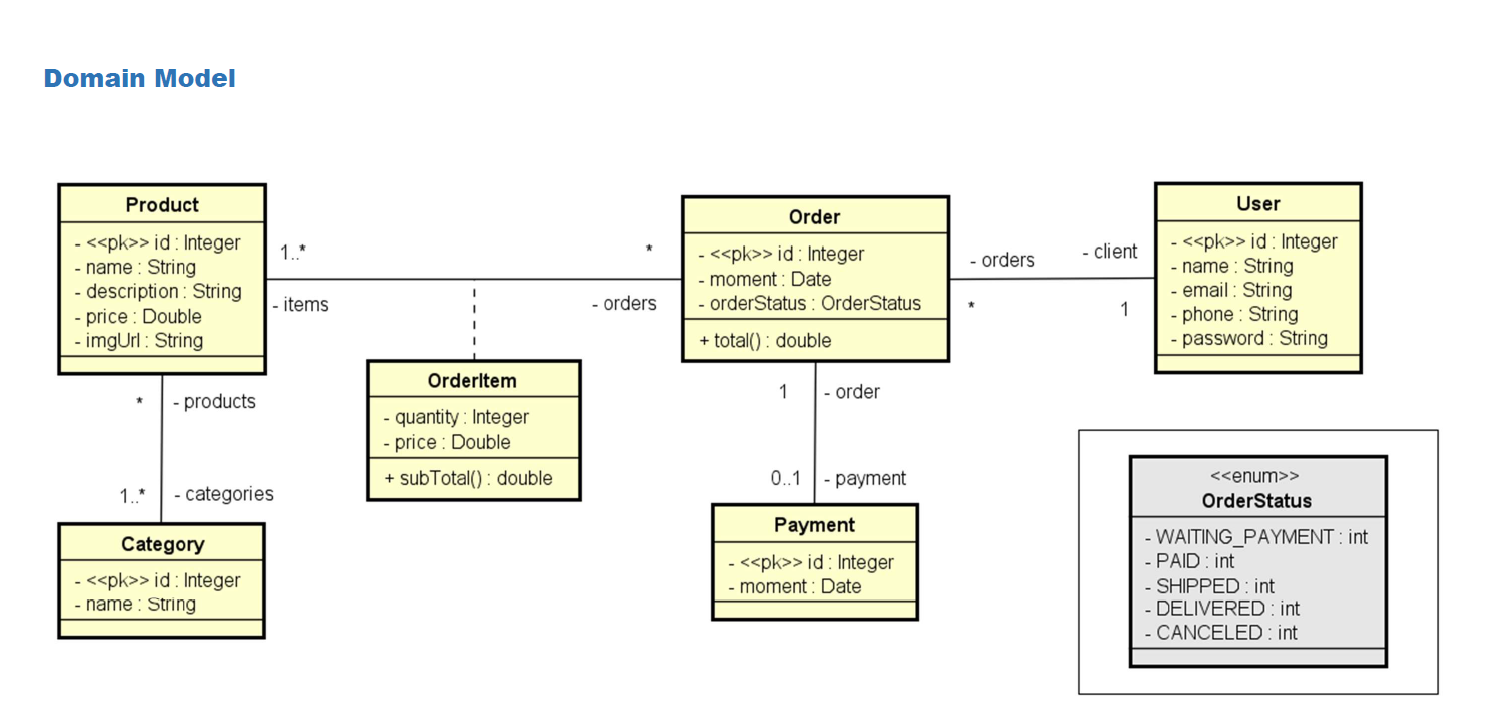 Domain Model
Product
- <<pk>> id : Integer
- name : String
- description : String
- price : Double
- imgUrl : String
1..*
- items
*
- orders
Order
- <<pk>> id : Integer
- moment : Date
- orderStatus : OrderStatus
+ total() : double
- orders
*
- client
1
User
- <<pk>> id : Integer
- name : String
- email : String
- phone : String
- password : String
OrderItem
- quantity : Integer
- price : Double
+ subTotal() : double
* - products
1..* - categories
Category
- <<pk>> id : Integer
- name : String
1 - order
0..1 - payment
Payment
- <<pk>> id : Integer
- moment : Date
<<enum>>
OrderStatus
- WAITING_PAYMENT : int
- PAID : int
- SHIPPED : int
- DELIVERED : int
- CANCELED : int